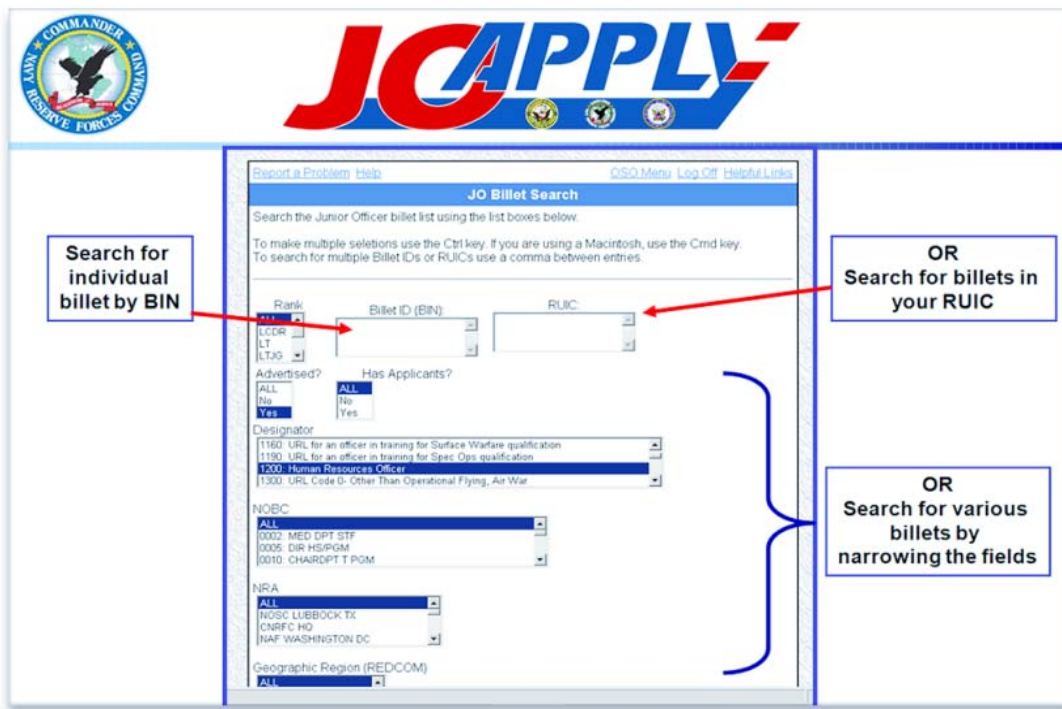 COMMANDER
NAVY RESERVE FORCES COMMAND
JOAPPLY
Report a Problem Help OSO Menu Log Off Helpful Links
JO Billet Search
Search the Junior Officer billet list using the list boxes below.
To make multiple seletions use the Ctrl key. If you are using a Macintosh, use the Cmd key.
To search for multiple Billet IDs or RUICs use a comma between entries.
Search for
individual
billet by BIN
OR
Search for billets in
your RUIC
Rank
ALL
LCDR
LT
LTJG
Billet ID (BIN):
RUIC:
Advertised?
ALL
No
Yes
Has Applicants?
ALL
No
Yes
Designator
1160: URL for an officer in training for Surface Warfare qualification
1190: URL for an officer in training for Spec Ops qualification
1200: Human Resources Officer
1300: URL Code 0- Other Than Operational Flying, Air War
OR
Search for various
billets by
narrowing the fields
NOBC
ALL
0002: MED DPT STF
0005: DIR HS/PGM
0010: CHAIRDPT T PGM
NRA
ALL
NOSC LUBBOCK TX
CNRFC HQ
NAF WASHINGTON DC
Geographic Region (REDCOM)
ALL